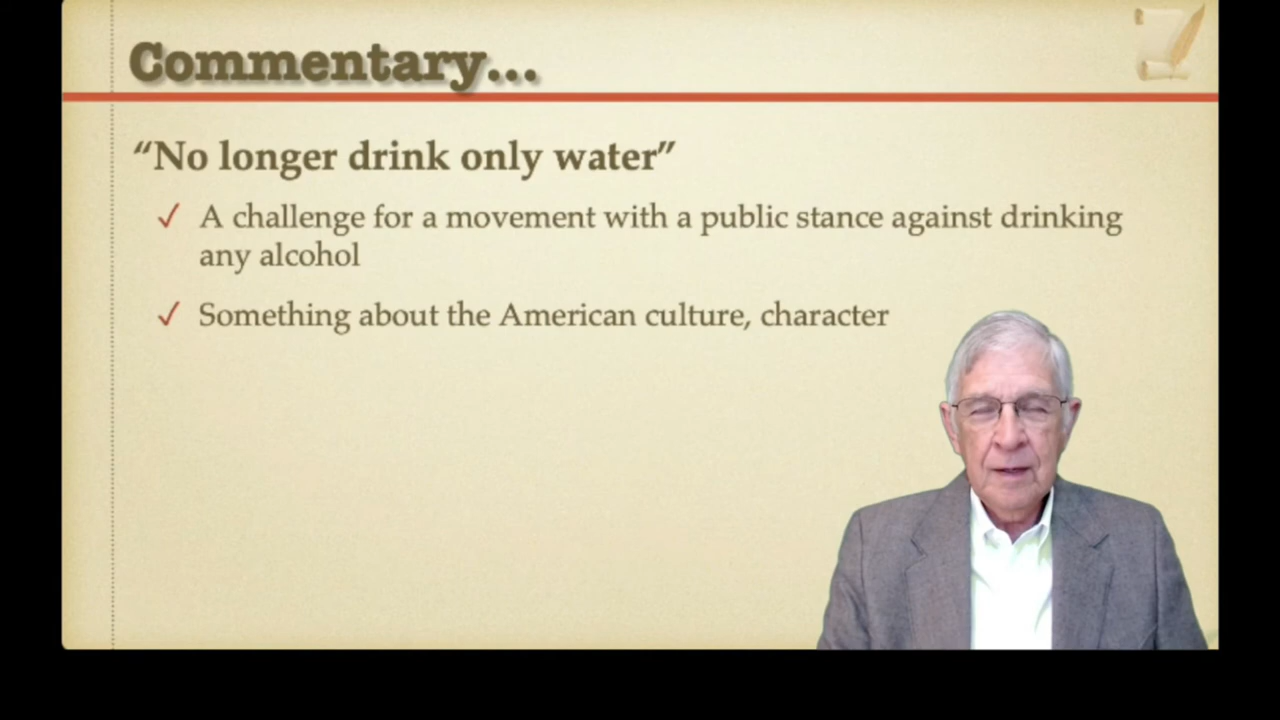 Commentary...
“No longer drink only water”
✓ A challenge for a movement with a public stance against drinking
any alcohol
✓ Something about the American culture, character